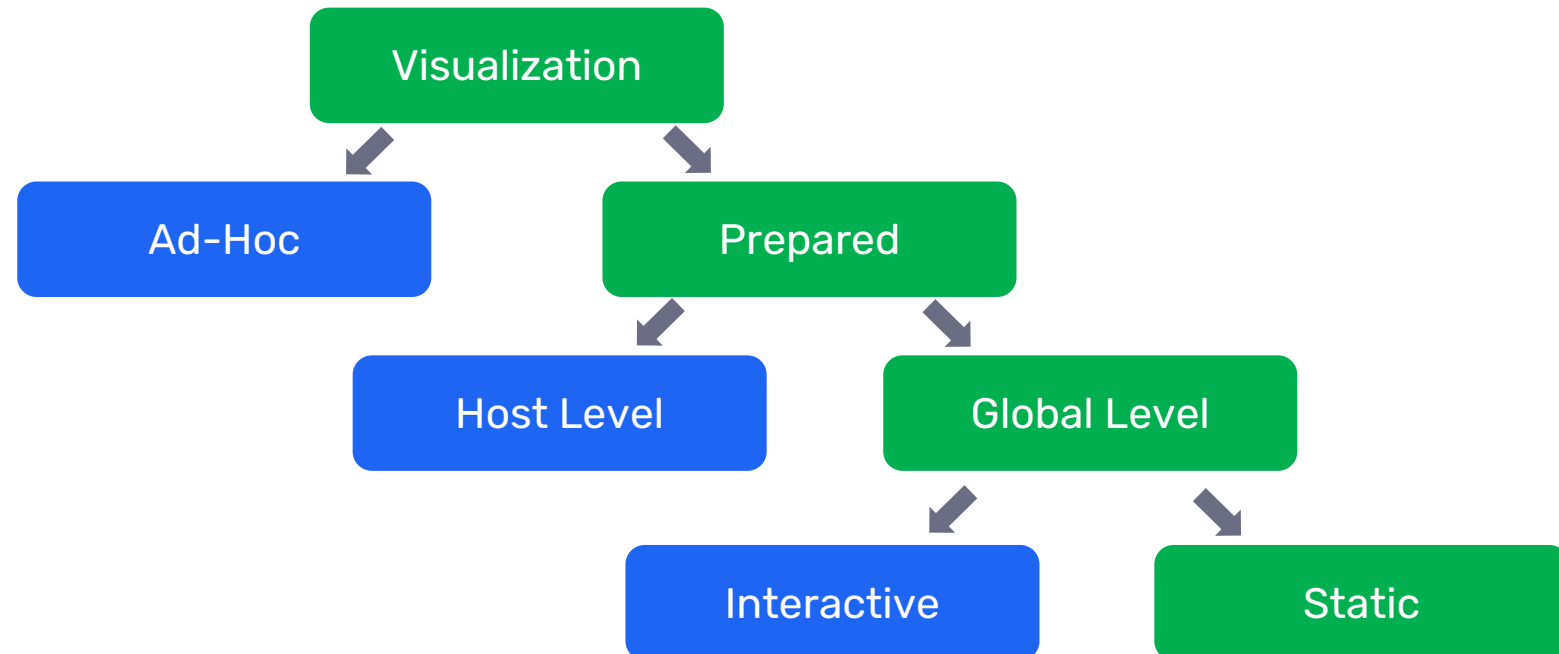 Visualization
Ad-Hoc
Prepared
Host Level
Global Level
Interactive
Static